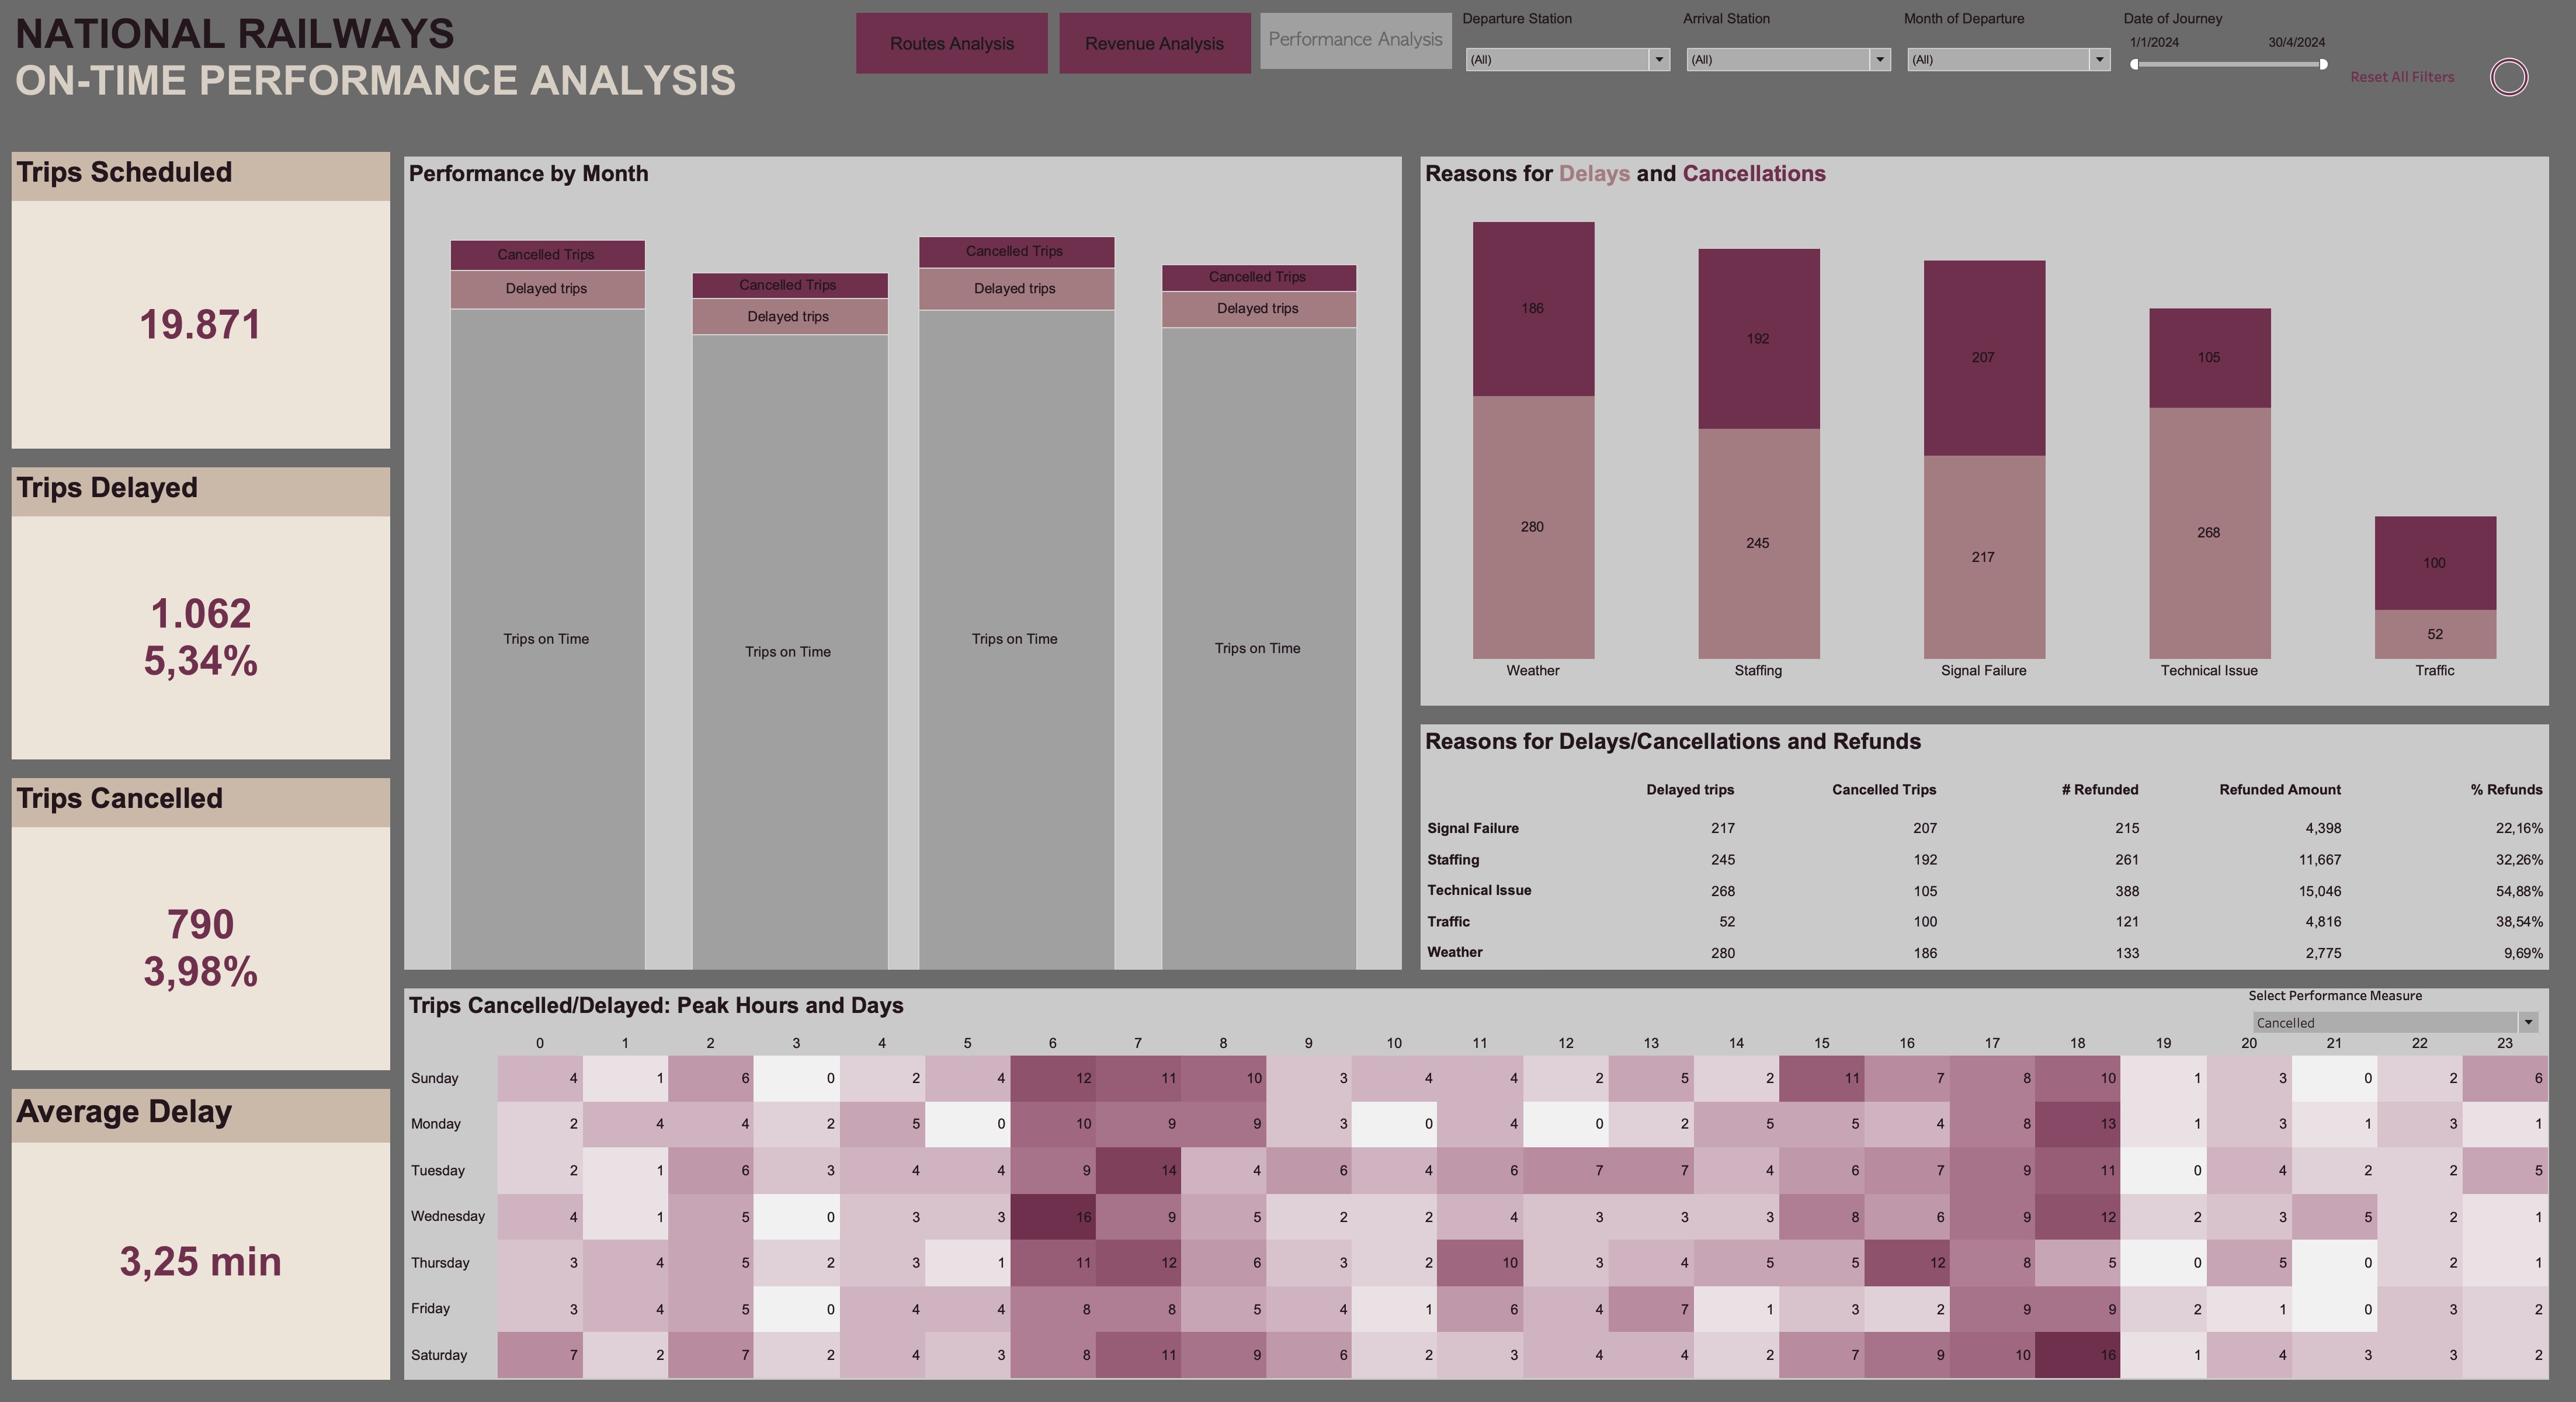 NATIONAL RAILWAYS
ON-TIME PERFORMANCE ANALYSIS
Routes Analysis
Revenue Analysis
Performance Analysis
Departure Station
(All)
Arrival Station
(All)
Month of Departure
(All)
Date of Journey
1/1/2024 30/4/2024
Reset All Filters
Trips Scheduled
19.871
Trips Delayed
1.062
5,34%
Trips Cancelled
790
3,98%
Average Delay
3,25 min
Performance by Month
Cancelled Trips
Delayed trips
Trips on Time
Cancelled Trips
Delayed trips
Trips on Time
Cancelled Trips
Delayed trips
Trips on Time
Cancelled Trips
Delayed trips
Trips on Time
Reasons for Delays and Cancellations
186
280
Weather
192
245
Staffing
207
217
Signal Failure
105
268
Technical Issue
100
52
Traffic
Reasons for Delays/Cancellations and Refunds
Delayed trips Cancelled Trips # Refunded Refunded Amount % Refunds
Signal Failure 217 207 215 4,398 22,16%
Staffing 245 192 261 11,667 32,26%
Technical Issue 268 105 388 15,046 54,88%
Traffic 52 100 121 4,816 38,54%
Weather 280 186 133 2,775 9,69%
Trips Cancelled/Delayed: Peak Hours and Days
Select Performance Measure
Cancelled
0 1 2 3 4 5 6 7 8 9 10 11 12 13 14 15 16 17 18 19 20 21 22 23
Sunday 4 1 6 0 2 4 12 11 10 3 4 4 2 5 2 11 7 8 10 1 3 0 2 6
Monday 2 4 4 2 5 0 10 9 9 3 0 4 0 2 5 5 4 8 13 1 3 1 3 1
Tuesday 2 1 6 3 4 4 9 14 4 6 4 6 7 7 4 6 7 9 11 0 4 2 2 5
Wednesday 4 1 5 0 3 3 16 9 5 2 2 4 3 3 3 8 6 9 12 2 3 5 2 1
Thursday 3 4 5 2 3 1 11 12 6 3 2 10 3 4 5 5 12 8 5 0 5 0 2 1
Friday 3 4 5 0 4 4 8 8 5 4 1 6 4 7 1 3 2 9 9 2 1 0 3 2
Saturday 7 2 7 2 4 3 8 11 9 6 2 3 4 4 2 7 9 10 16 1 4 3 3 2